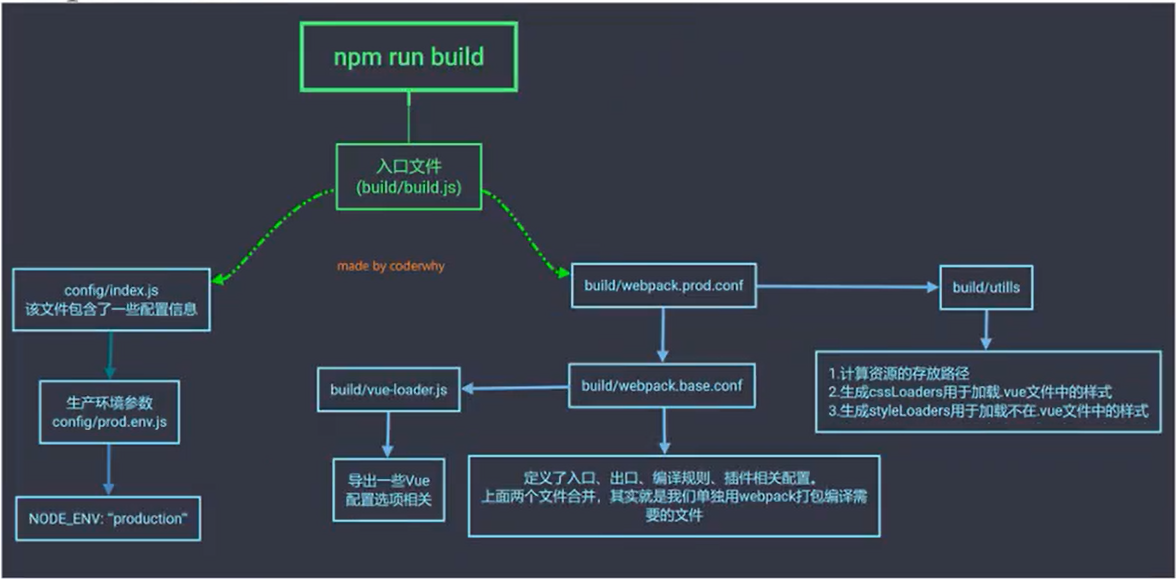 npm run build
入口文件
(build/build.js)
made by coderwhy
config/index.js
该文件包含了一些配置信息
build/webpack.prod.conf
build/utills
生产环境参数
config/prod.env.js
build/vue-loader.js
build/webpack.base.conf
1.计算资源的存放路径
2.生成cssLoaders用于加载.vue文件中的样式
3.生成styleLoaders用于加载不在.vue文件中的样式
NODE_ENV: "production"
导出一些Vue
配置选项相关
定义了入口、出口、编译规则、插件相关配置。
上面两个文件合并，其实就是我们单独用webpack打包编译需
要的文件